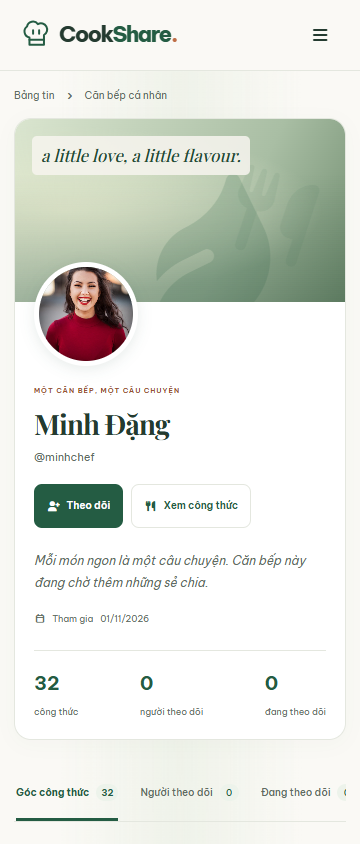 CookShare.
Bảng tin > Căn bếp cá nhân
a little love, a little flavour.
MỘT CĂN BẾP, MỘT CÂU CHUYỆN
Minh Đặng
@minhchef
Theo dõi Xem công thức
Mỗi món ngon là một câu chuyện. Căn bếp này
đang chờ thêm những sẻ chia.
Tham gia 01/11/2026
32 0 0
công thức người theo dõi đang theo dõi
Góc công thức 32 Người theo dõi 0 Đang theo dõi